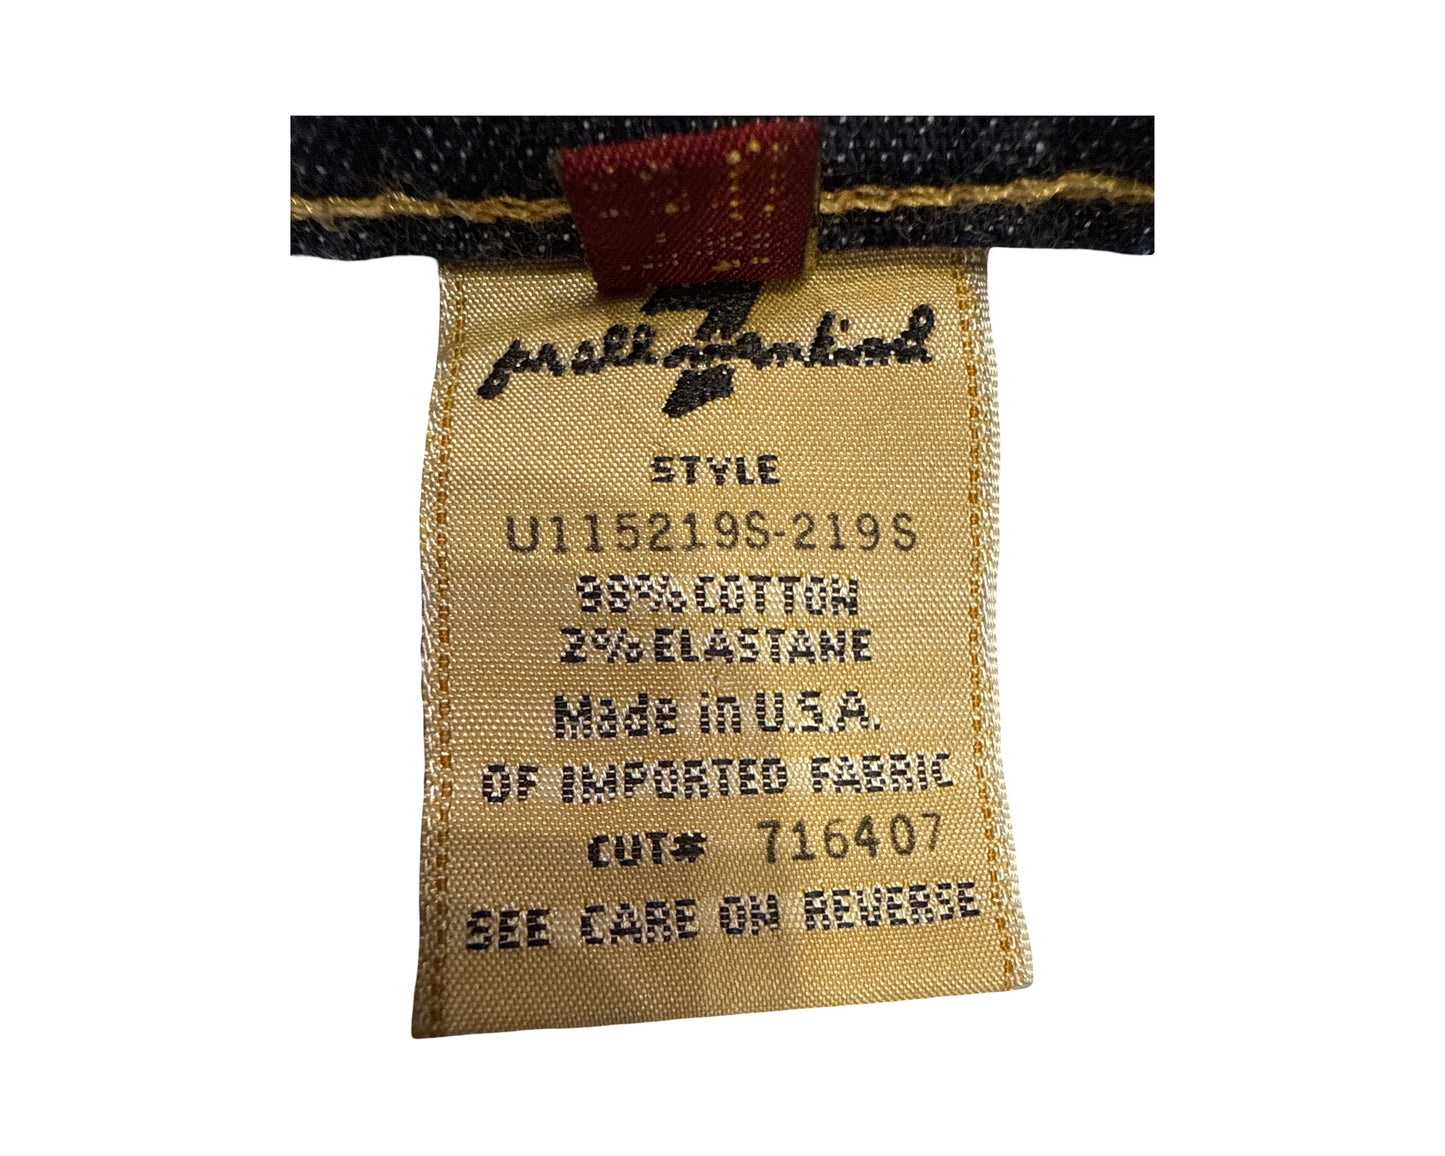 7
for all mankind
STYLE
U115219S-219S
98% COTTON
2% ELASTANE
Made in U.S.A.
OF IMPORTED FABRIC
CUT# 716407
SEE CARE ON REVERSE